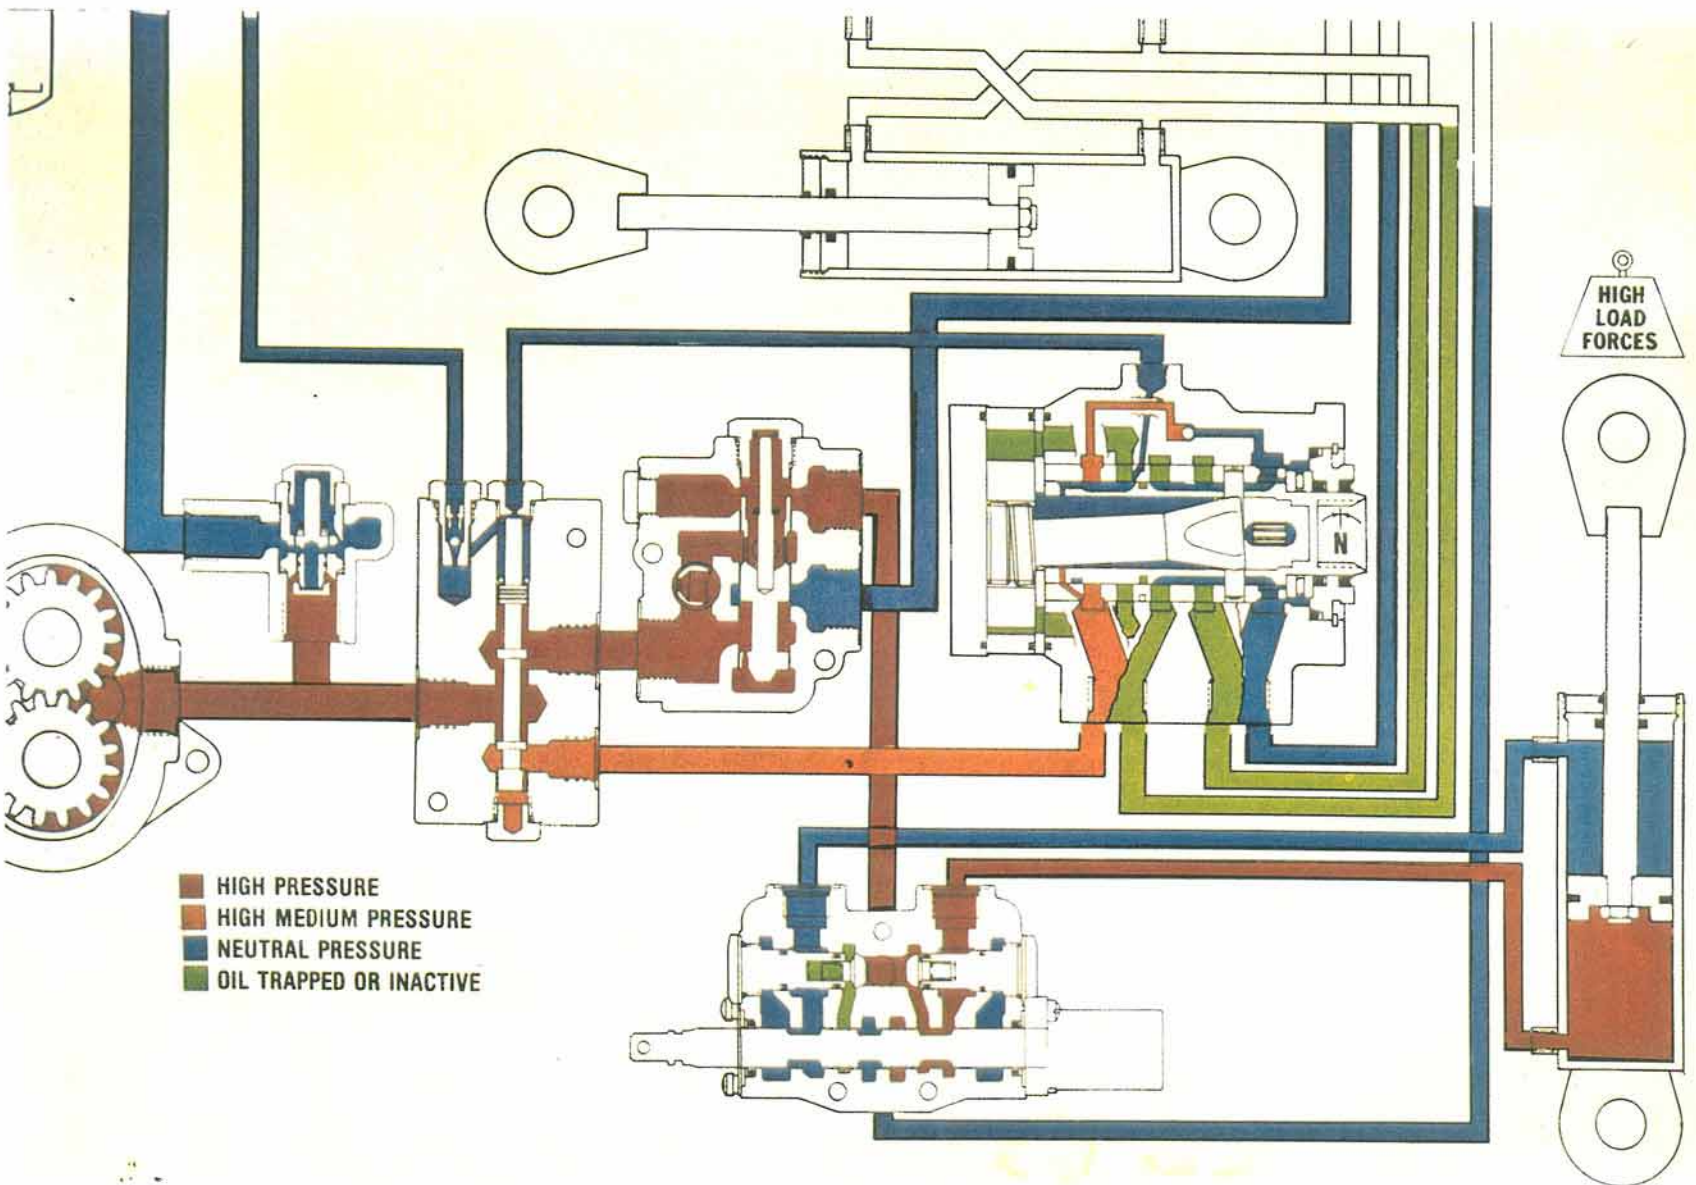 HIGH
LOAD
FORCES
N
HIGH PRESSURE
HIGH MEDIUM PRESSURE
NEUTRAL PRESSURE
OIL TRAPPED OR INACTIVE